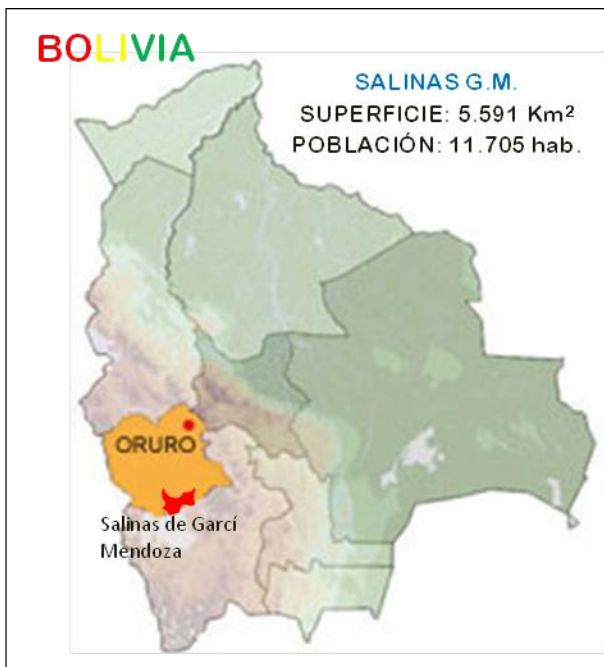 BOLIVIA
SALINAS G.M.
SUPERFICIE: 5.591 Km²
POBLACIÓN: 11.705 hab.
ORURO
Salinas de Garcí
Mendoza